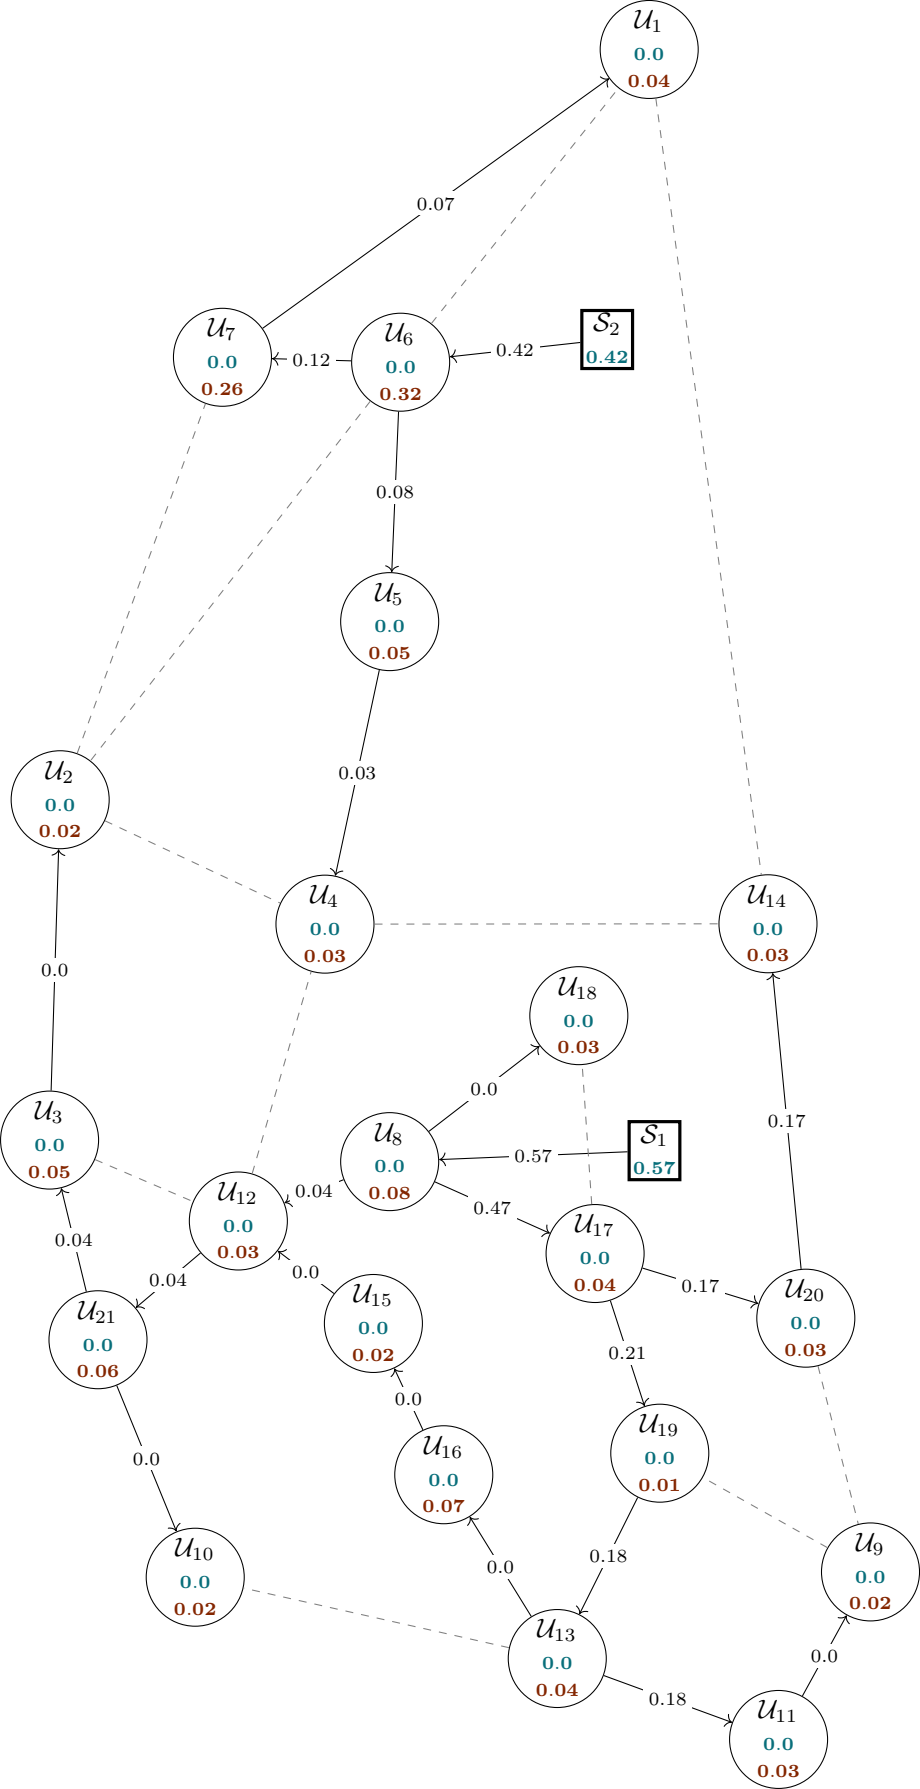 𝒰₁
0.0
0.04
0.07
𝒰₇
0.0
0.26
0.12
𝒰₆
0.0
0.32
0.42
𝒮₂
0.42
0.08
𝒰₅
0.0
0.05
0.03
𝒰₂
0.0
0.02
𝒰₄
0.0
0.03
𝒰₁₄
0.0
0.03
0.0
𝒰₁₈
0.0
0.03
0.0
0.17
𝒰₃
0.0
0.05
𝒰₈
0.0
0.08
0.57
𝒮₁
0.57
𝒰₁₂
0.0
0.03
0.04
0.47
𝒰₁₇
0.0
0.04
0.04
0.04
0.0
0.17
𝒰₂₁
0.0
0.06
𝒰₁₅
0.0
0.02
𝒰₂₀
0.0
0.03
0.21
0.0
0.0
𝒰₁₆
0.0
0.07
𝒰₁₉
0.0
0.01
𝒰₁₀
0.0
0.02
0.0
0.18
𝒰₉
0.0
0.02
𝒰₁₃
0.0
0.04
0.18
0.0
𝒰₁₁
0.0
0.03